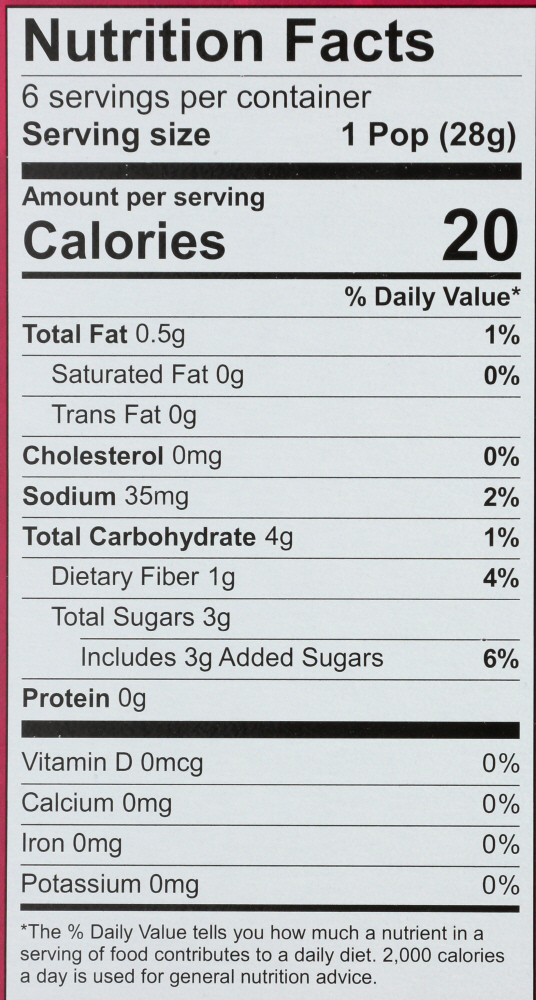 Nutrition Facts
6 servings per container
Serving size 1 Pop (28g)
Amount per serving
Calories 20
% Daily Value*
Total Fat 0.5g 1%
Saturated Fat 0g 0%
Trans Fat 0g
Cholesterol 0mg 0%
Sodium 35mg 2%
Total Carbohydrate 4g 1%
Dietary Fiber 1g 4%
Total Sugars 3g
Includes 3g Added Sugars 6%
Protein 0g
Vitamin D 0mcg 0%
Calcium 0mg 0%
Iron 0mg 0%
Potassium 0mg 0%
*The % Daily Value tells you how much a nutrient in a
serving of food contributes to a daily diet. 2,000 calories
a day is used for general nutrition advice.